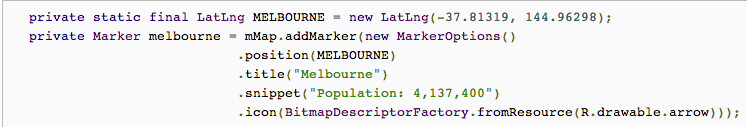 private static final LatLng MELBOURNE = new LatLng(-37.81319, 144.96298);
private Marker melbourne = mMap.addMarker(new MarkerOptions()
.position(MELBOURNE)
.title("Melbourne")
.snippet("Population: 4,137,400")
.icon(BitmapDescriptorFactory.fromResource(R.drawable.arrow)));